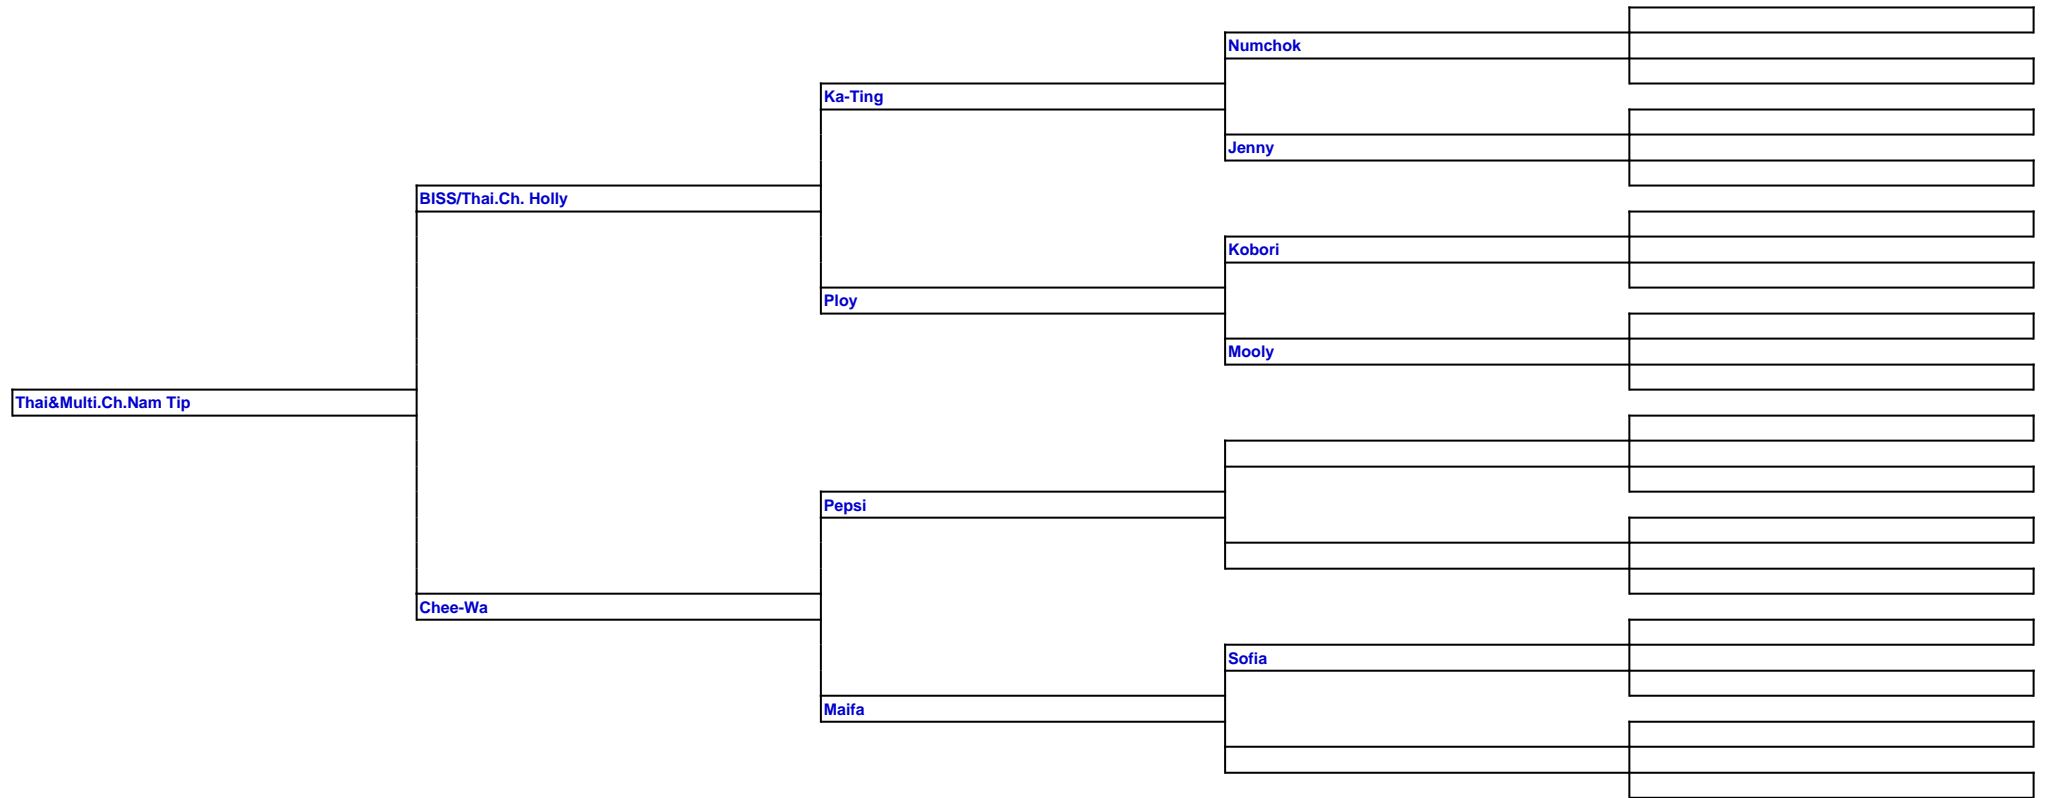 Numchok
Ka-Ting
Jenny
BISS/Thai.Ch. Holly
Kobori
Ploy
Mooly
Thai&Multi.Ch.Nam Tip
Pepsi
Chee-Wa
Sofia
Maifa